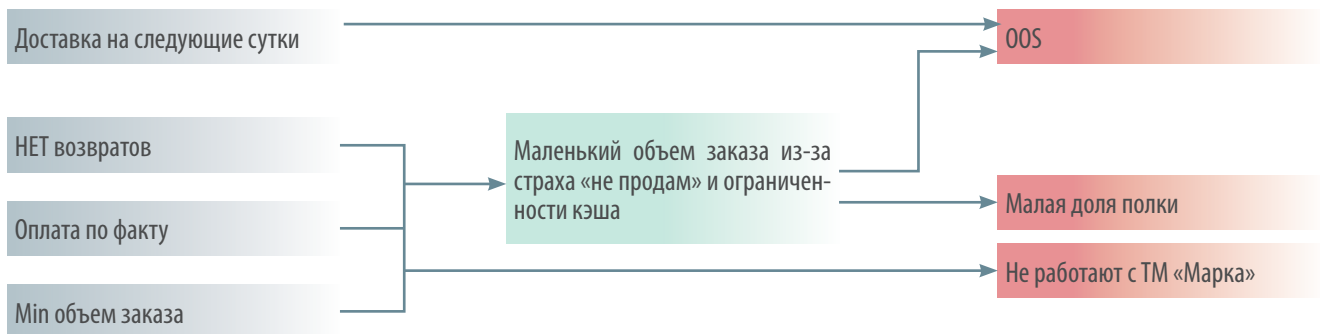 Доставка на следующие сутки
OOS
НЕТ возвратов
Маленький объем заказа из-за
страха «не продам» и ограничен-
ности кэша
Оплата по факту
Малая доля полки
Не работают с ТМ «Марка»
Min объем заказа